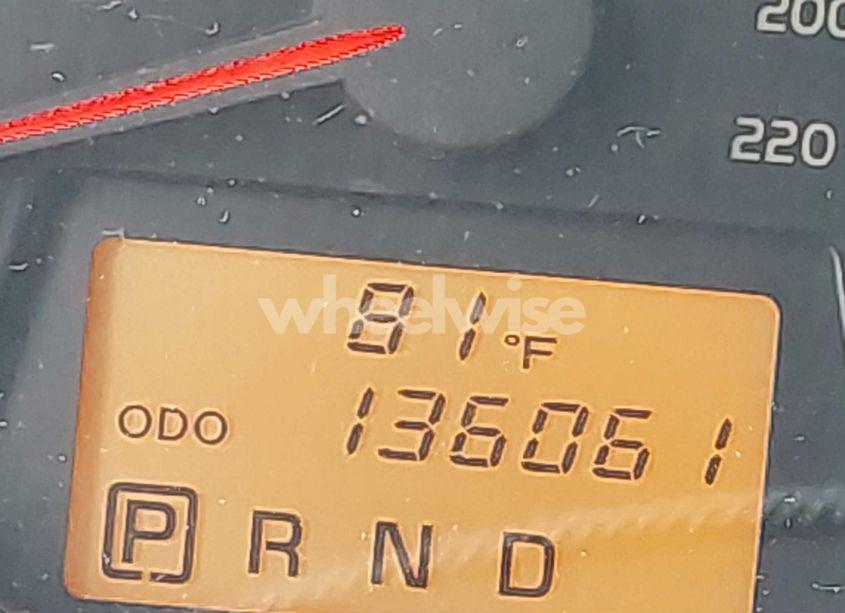 200
220
wheelwise
81 °F
ODO 136061
P R N D